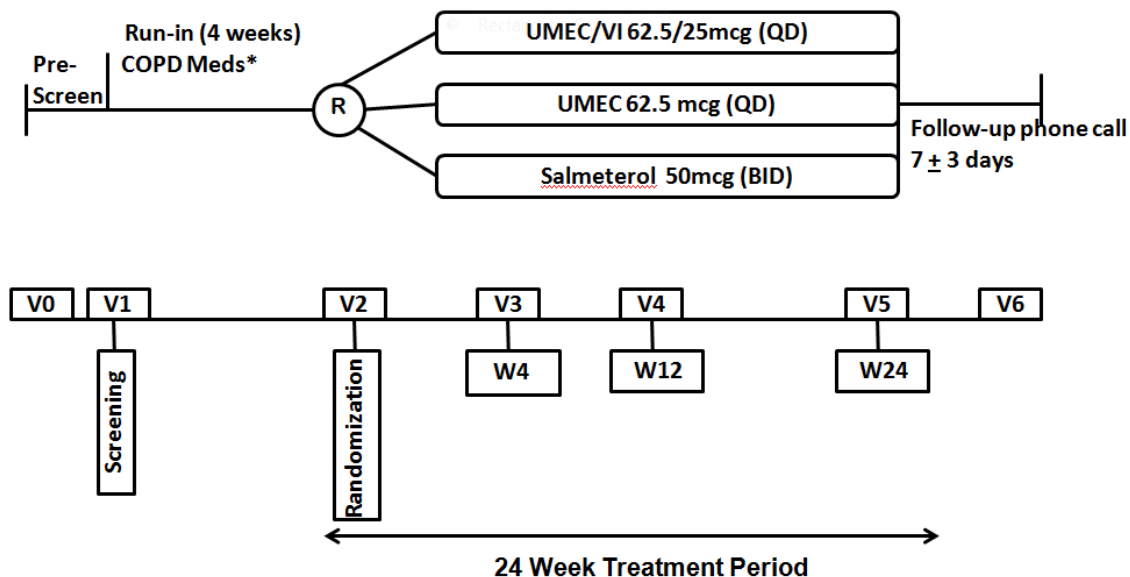 Run-in (4 weeks)
COPD Meds*
Pre-
Screen
R
UMEC/VI 62.5/25mcg (QD)
UMEC 62.5 mcg (QD)
Salmeterol 50mcg (BID)
Follow-up phone call
7 ± 3 days
V0
V1
V2
V3
V4
V5
V6
Screening
Randomization
W4
W12
W24
24 Week Treatment Period